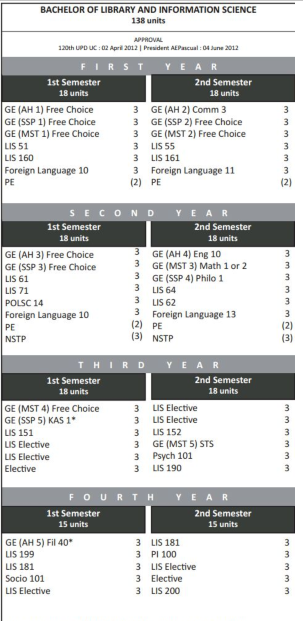 BACHELOR OF LIBRARY AND INFORMATION SCIENCE
138 units
APPROVAL
120th UPD UC : 02 April 2012 | President AEPascual : 04 June 2012
FIRST YEAR
1st Semester
18 units
GE (AH 1) Free Choice 3
GE (SSP 1) Free Choice 3
GE (MST 1) Free Choice 3
LIS 51 3
LIS 160 3
Foreign Language 10 3
PE (2)
2nd Semester
18 units
GE (AH 2) Comm 3 3
GE (SSP 2) Free Choice 3
GE (MST 2) Free Choice 3
LIS 55 3
LIS 161 3
Foreign Language 11 3
PE (2)
SECOND YEAR
1st Semester
18 units
GE (AH 3) Free Choice 3
GE (SSP 3) Free Choice 3
LIS 61 3
LIS 71 3
POLSC 14 3
Foreign Language 10 3
PE (2)
NSTP (3)
2nd Semester
18 units
GE (AH 4) Eng 10 3
GE (MST 3) Math 1 or 2 3
GE (SSP 4) Philo 1 3
LIS 64 3
LIS 62 3
Foreign Language 13 3
PE (2)
NSTP (3)
THIRD YEAR
1st Semester
18 units
GE (MST 4) Free Choice 3
GE (SSP 5) KAS 1* 3
LIS 151 3
LIS Elective 3
LIS Elective 3
Elective 3
2nd Semester
18 units
LIS Elective 3
LIS Elective 3
LIS 152 3
GE (MST 5) STS 3
Psych 101 3
LIS 190 3
FOURTH YEAR
1st Semester
15 units
GE (AH 5) Fil 40* 3
LIS 199 3
LIS 181 3
Socio 101 3
LIS Elective 3
2nd Semester
15 units
LIS 181 3
PI 100 3
LIS Elective 3
Elective 3
LIS 200 3